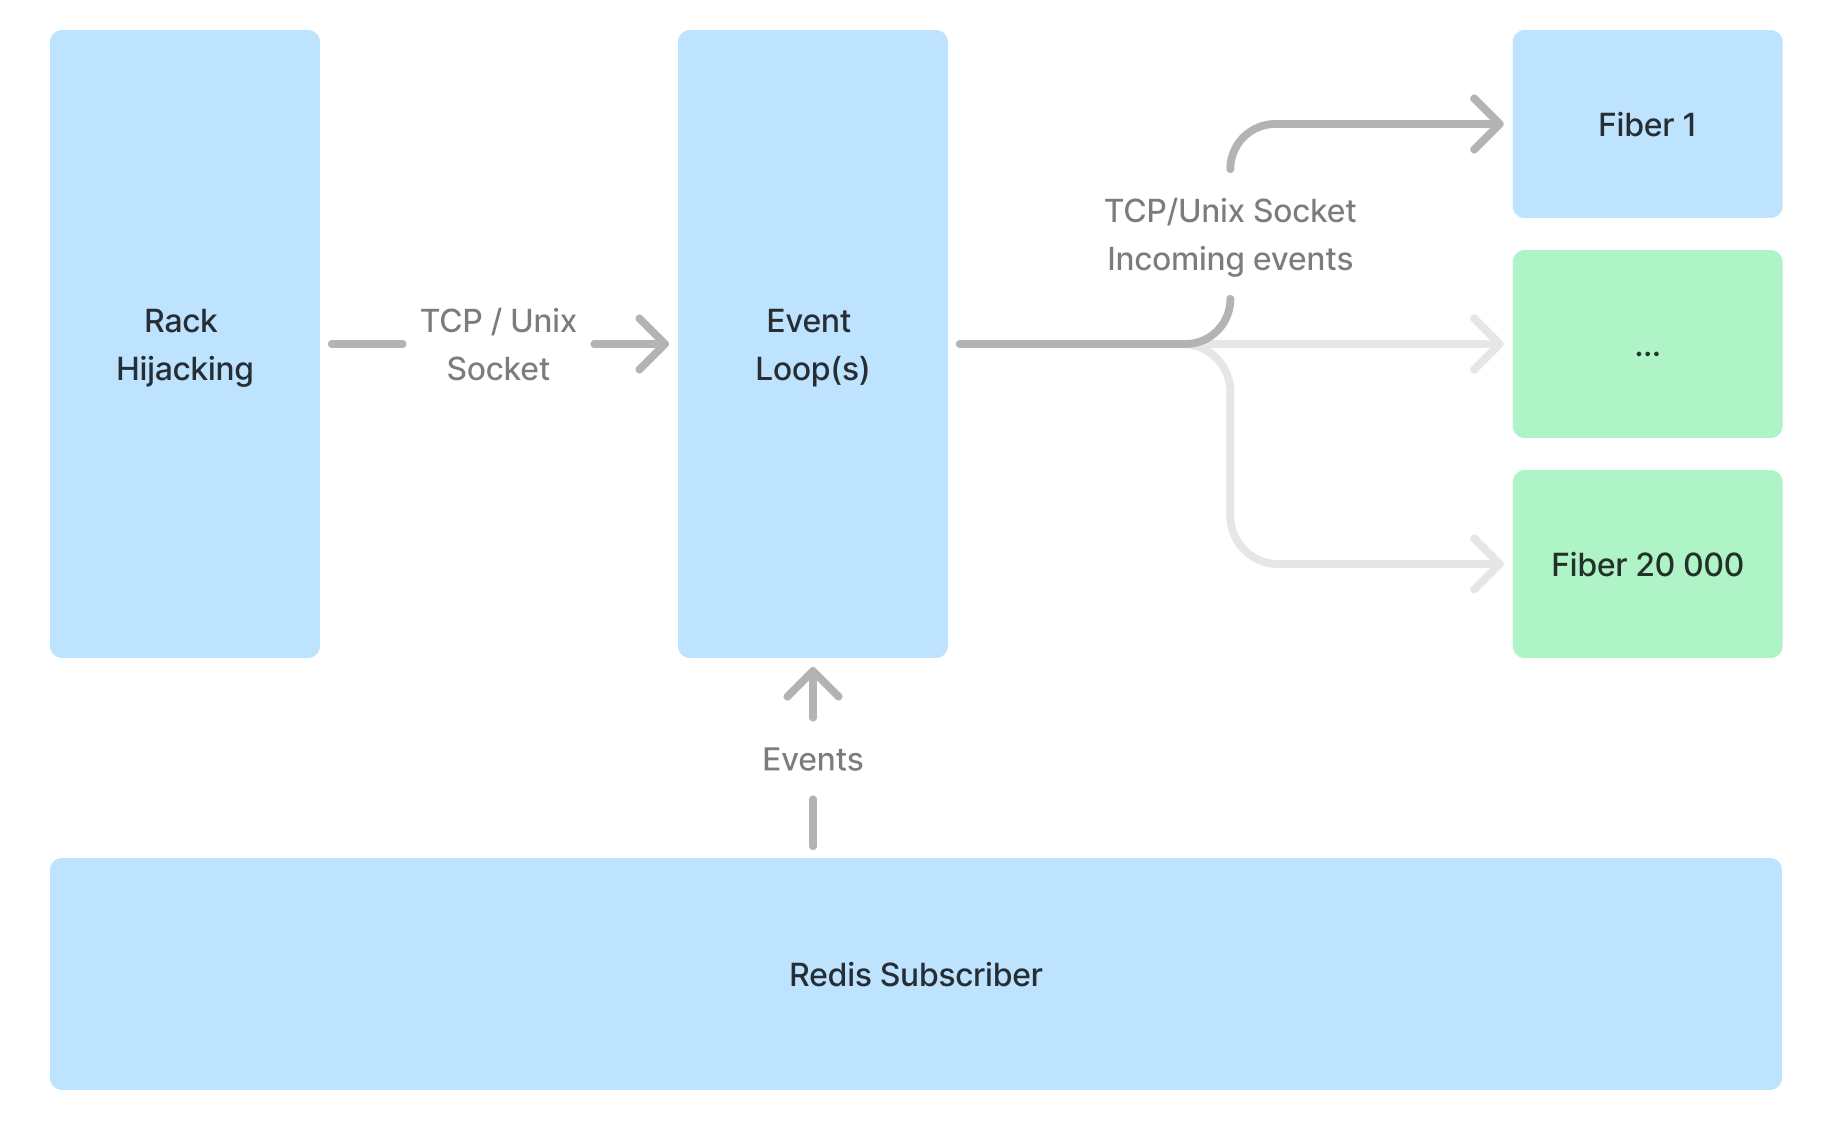 Rack
Hijacking
TCP / Unix
Socket
Event
Loop(s)
TCP/Unix Socket
Incoming events
Fiber 1
...
Fiber 20 000
Events
Redis Subscriber